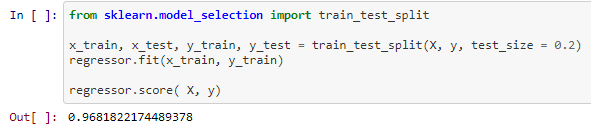 In [ ]: from sklearn.model_selection import train_test_split
x_train, x_test, y_train, y_test = train_test_split(X, y, test_size = 0.2)
regressor.fit(x_train, y_train)
regressor.score( X, y)
Out[ ]: 0.9681822174489378